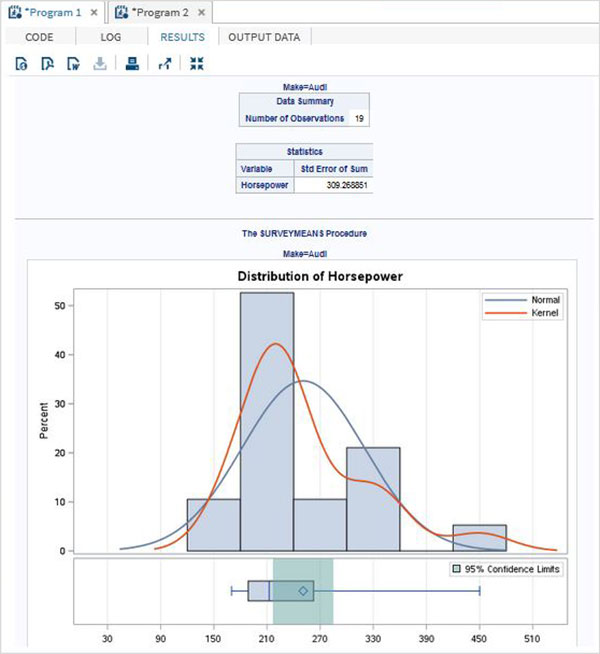 *Program 1 × *Program 2 ×
CODE LOG RESULTS OUTPUT DATA
Make=Audi
Data Summary
Number of Observations 19
Statistics
Variable Std Error of Sum
Horsepower 309.268851
The SURVEYMEANS Procedure
Make=Audi
Distribution of Horsepower
Normal
Kernel
Percent
50
40
30
20
10
0
95% Confidence Limits
30 90 150 210 270 330 390 450 510